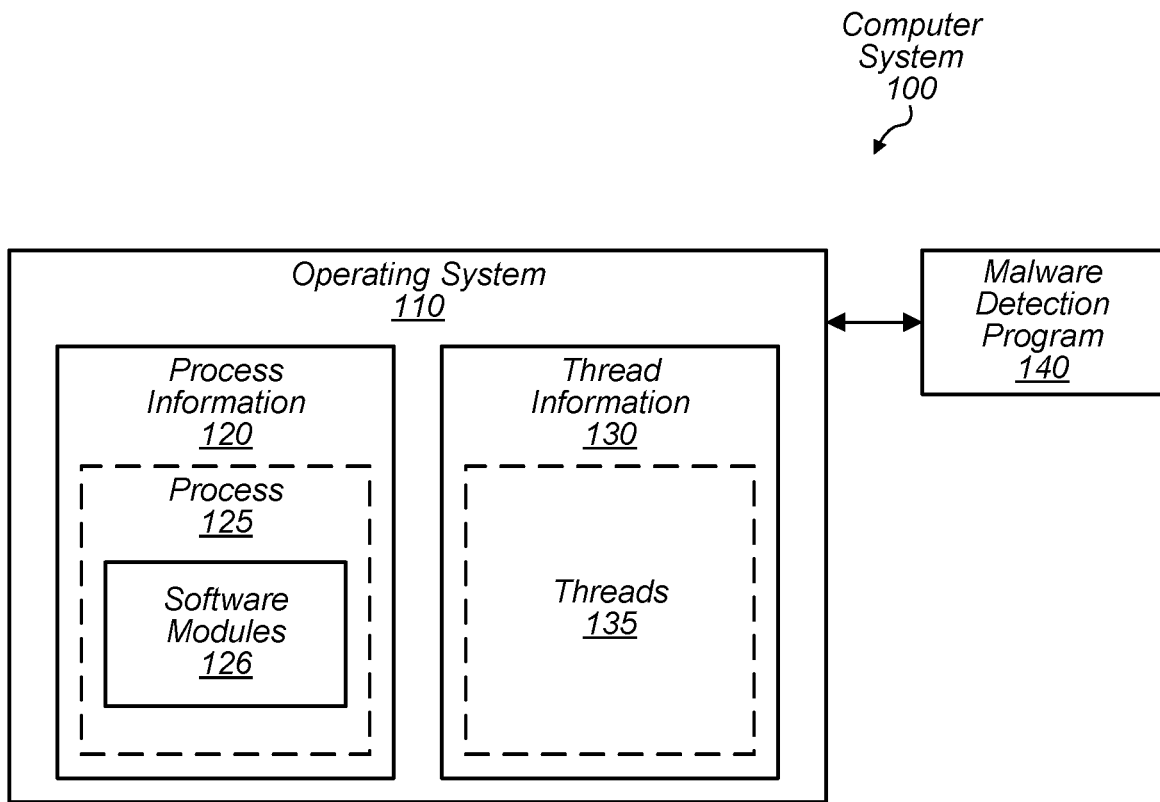 Computer
System
100
Operating System
110
Malware
Detection
Program
140
Process
Information
120
Process
125
Software
Modules
126
Thread
Information
130
Threads
135